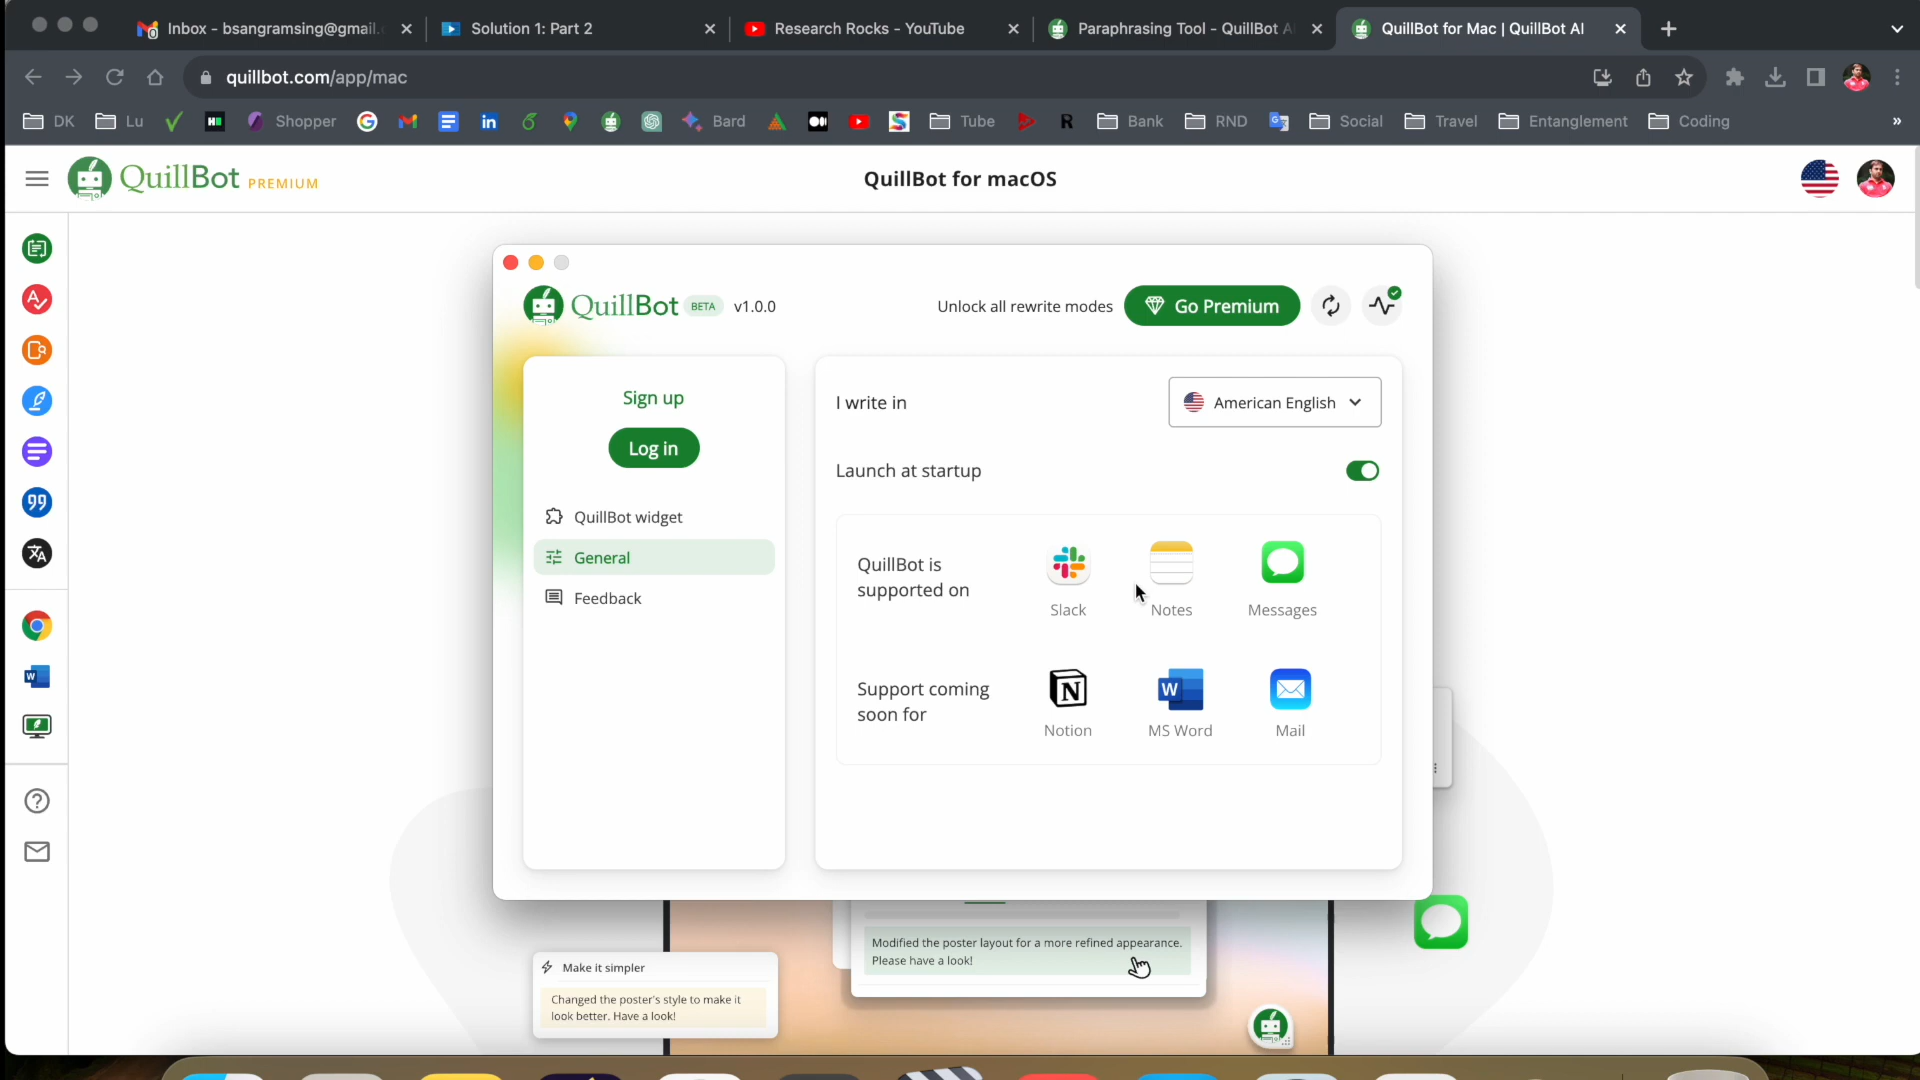 Inbox - bsangramsing@gmail.
Solution 1: Part 2
Research Rocks - YouTube
Paraphrasing Tool - QuillBot A
QuillBot for Mac | QuillBot AI
quillbot.com/app/mac
DK
Lu
Shopper
Bard
Tube
Bank
RND
Social
Travel
Entanglement
Coding
»
QuillBot PREMIUM
QuillBot for macOS
QuillBot BETA v1.0.0
Unlock all rewrite modes
Go Premium
Sign up
Log in
QuillBot widget
General
Feedback
I write in
American English
Launch at startup
QuillBot is
supported on
Slack
Notes
Messages
Support coming
soon for
Notion
MS Word
Mail
Modified the poster layout for a more refined appearance.
Please have a look!
Make it simpler
Changed the poster's style to make it
look better. Have a look!